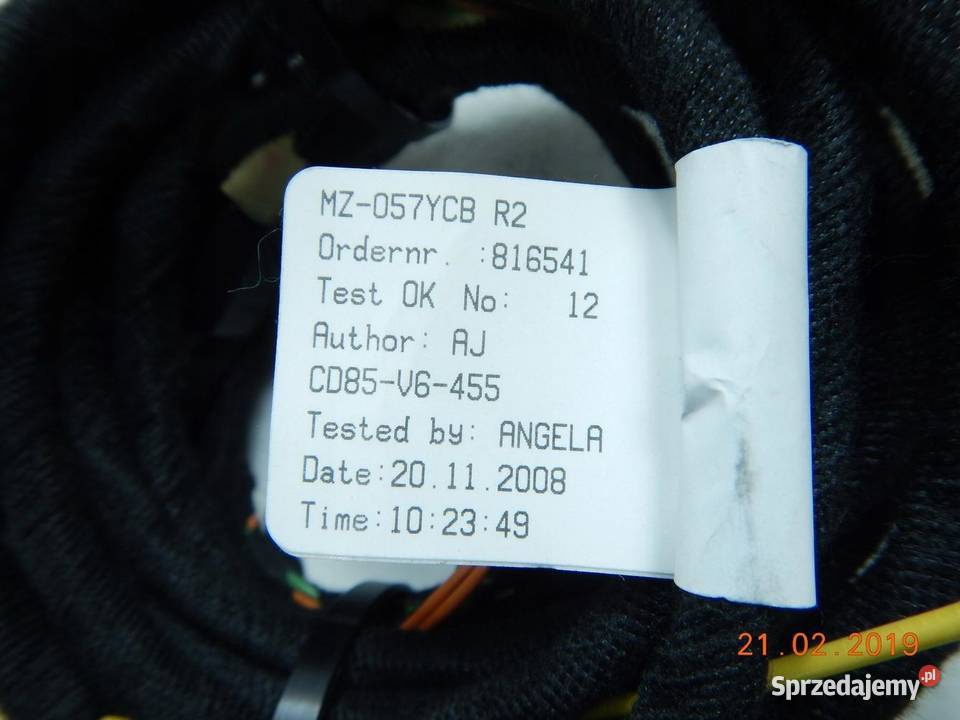 MZ-057YCB R2
Ordernr. :816541
Test OK No: 12
Author: AJ
CD85-V6-455
Tested by: ANGELA
Date:20.11.2008
Time:10:23:49
21.02.2019
Sprzedajemy.pl